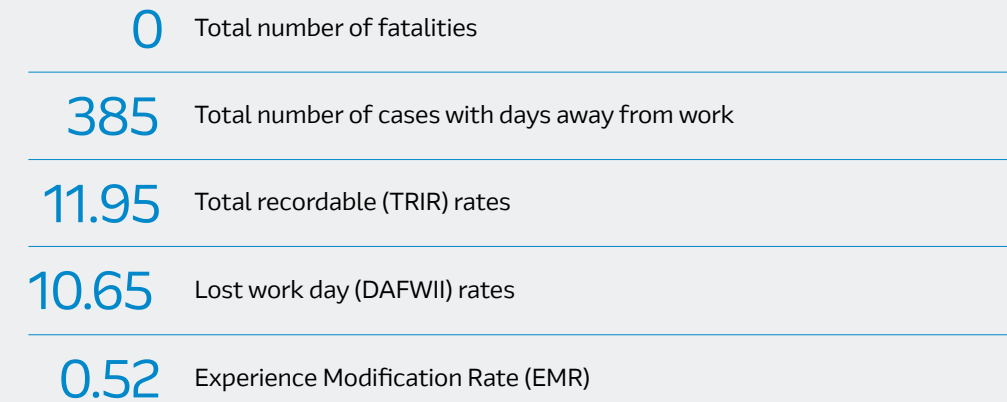 0 Total number of fatalities
385 Total number of cases with days away from work
11.95 Total recordable (TRIR) rates
10.65 Lost work day (DAFWII) rates
0.52 Experience Modification Rate (EMR)